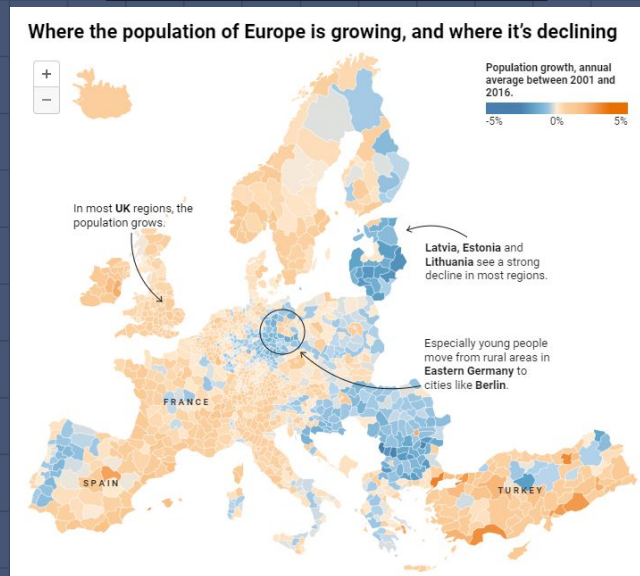 Where the population of Europe is growing, and where it's declining
+
−
Population growth, annual
average between 2001 and
2016.
-5%
0%
5%
In most UK regions, the
population grows.
Latvia, Estonia and
Lithuania see a strong
decline in most regions.
Especially young people
move from rural areas in
Eastern Germany to
cities like Berlin.
FRANCE
SPAIN
TURKEY